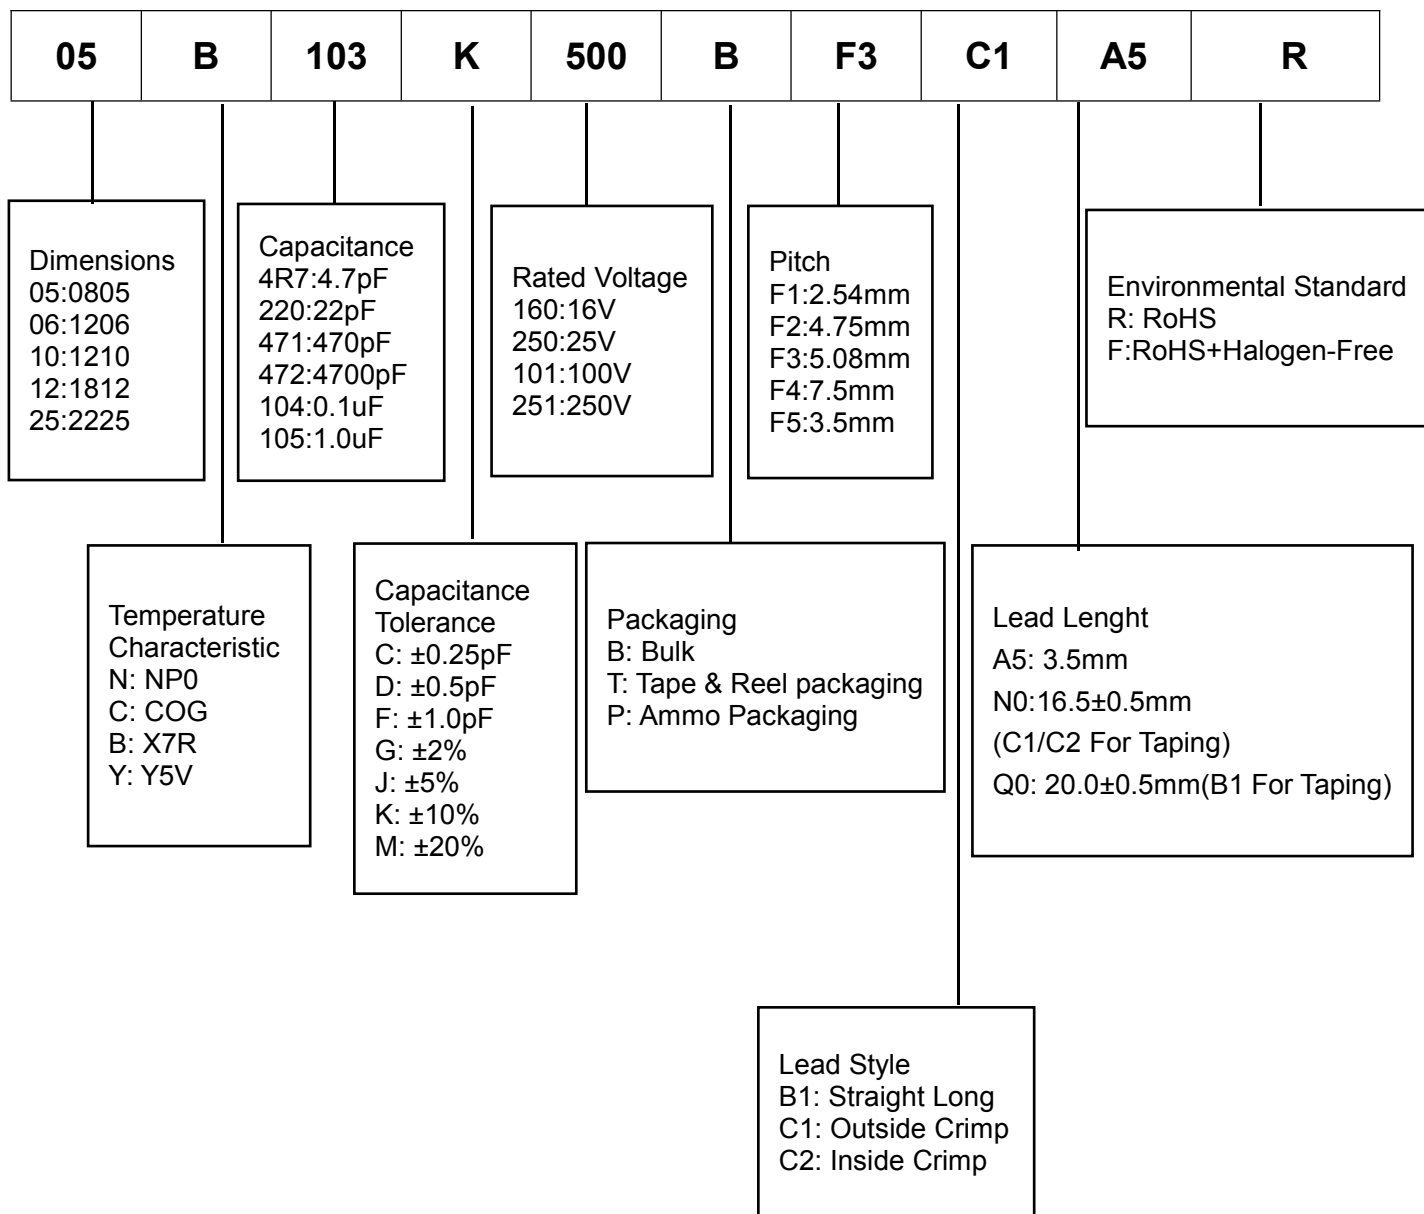 05 B 103 K 500 B F3 C1 A5 R
Dimensions
05:0805
06:1206
10:1210
12:1812
25:2225
Capacitance
4R7:4.7pF
220:22pF
471:470pF
472:4700pF
104:0.1uF
105:1.0uF
Rated Voltage
160:16V
250:25V
101:100V
251:250V
Pitch
F1:2.54mm
F2:4.75mm
F3:5.08mm
F4:7.5mm
F5:3.5mm
Environmental Standard
R: RoHS
F:RoHS+Halogen-Free
Temperature
Characteristic
N: NP0
C: COG
B: X7R
Y: Y5V
Capacitance
Tolerance
C: ±0.25pF
D: ±0.5pF
F: ±1.0pF
G: ±2%
J: ±5%
K: ±10%
M: ±20%
Packaging
B: Bulk
T: Tape & Reel packaging
P: Ammo Packaging
Lead Lenght
A5: 3.5mm
N0:16.5±0.5mm
(C1/C2 For Taping)
Q0: 20.0±0.5mm(B1 For Taping)
Lead Style
B1: Straight Long
C1: Outside Crimp
C2: Inside Crimp